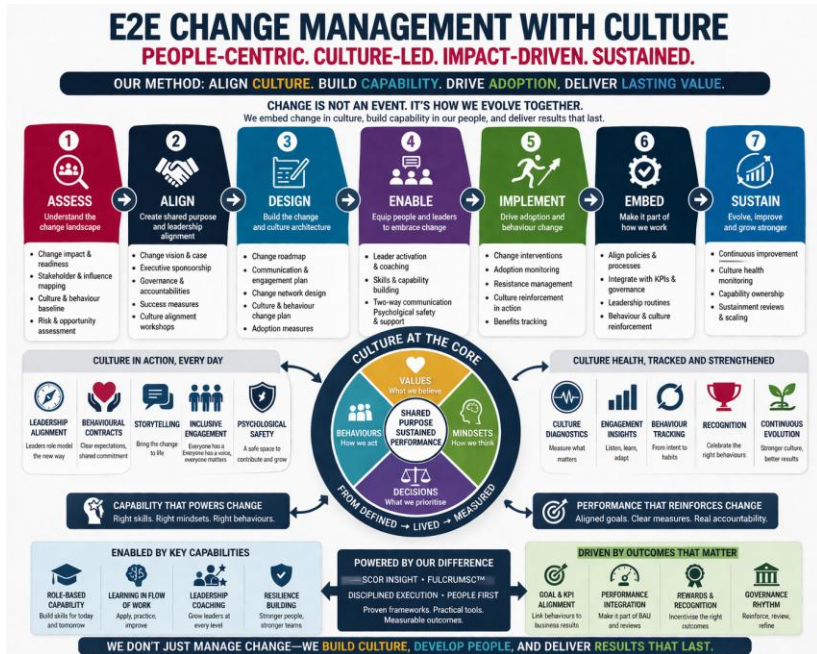 E2E CHANGE MANAGEMENT WITH CULTURE
PEOPLE-CENTRIC. CULTURE-LED. IMPACT-DRIVEN. SUSTAINED.
OUR METHOD: ALIGN CULTURE. BUILD CAPABILITY. DRIVE ADOPTION, DELIVER LASTING VALUE.
CHANGE IS NOT AN EVENT. IT'S HOW WE EVOLVE TOGETHER.
We embed change in culture, build capability in our people, and deliver results that last.
1
ASSESS
Understand the
change landscape
• Change impact &
readiness
• Stakeholder & influence
mapping
• Culture & behaviour
baseline
• Risk & opportunity
assessment
2
ALIGN
Create shared purpose
and leadership
alignment
• Change vision & case
• Executive sponsorship
• Governance &
accountabilities
• Success measures
• Culture alignment
workshops
3
DESIGN
Build the change
and culture architecture
• Change roadmap
• Communication &
engagement plan
• Change network design
• Culture & behaviour
change plan
• Adoption measures
4
ENABLE
Equip people and leaders
to embrace change
• Leader activation
& coaching
• Skills & capability
building
• Two-way communication
Psycholgical safety
& support
5
IMPLEMENT
Drive adoption and
behaviour change
• Change interventions
• Adoption monitoring
• Resistance management
• Culture reinforcement
in action
• Benefits tracking
6
EMBED
Make it part of
how we work
• Align policies &
processes
• Integrate with KPIs &
governance
• Leadership routines
• Behaviour & culture
reinforcement
7
SUSTAIN
Evolve, improve
and grow stronger
• Continuous improvement
• Culture health
monitoring
• Capability ownership
• Sustainment reviews
& scaling
CULTURE IN ACTION, EVERY DAY
LEADERSHIP
ALIGNMENT
Leaders role model
the new way
BEHAVIOURAL
CONTRACTS
Clear expectations,
shared commitment
STORYTELLING
Bring the change
to life
INCLUSIVE
ENGAGEMENT
Everyone has a
Everyone has a voice,
everyone matters
PSYCHOLOGICAL
SAFETY
A safe space to
contribute and grow
CULTURE AT THE CORE
VALUES
What we believe
BEHAVIOURS
How we act
SHARED
PURPOSE
SUSTAINED
PERFORMANCE
MINDSETS
How we think
DECISIONS
What we prioritise
FROM DEFINED → LIVED → MEASURED
CULTURE HEALTH, TRACKED AND STRENGTHENED
CULTURE
DIAGNOSTICS
Measure what
matters
ENGAGEMENT
INSIGHTS
Listen, learn,
adapt
BEHAVIOUR
TRACKING
From intent to
habits
RECOGNITION
Celebrate the
right behaviours
CONTINUOUS
EVOLUTION
Stronger culture,
better results
CAPABILITY THAT POWERS CHANGE
Right skills. Right mindsets. Right behaviours.
PERFORMANCE THAT REINFORCES CHANGE
Aligned goals. Clear measures. Real accountability.
ENABLED BY KEY CAPABILITIES
ROLE-BASED
CAPABILITY
Build skills for today
and tomorrow
LEARNING IN FLOW
OF WORK
Apply, practice,
improve
LEADERSHIP
COACHING
Grow leaders at
every level
RESILIENCE
BUILDING
Stronger people,
stronger teams
POWERED BY OUR DIFFERENCE
SCOR INSIGHT • FULCRUMSC™
DISCIPLINED EXECUTION • PEOPLE FIRST
Proven frameworks. Practical tools.
Measurable outcomes.
DRIVEN BY OUTCOMES THAT MATTER
GOAL & KPI
ALIGNMENT
Link behaviours to
business results
PERFORMANCE
INTEGRATION
Make it part of BAU
and reviews
REWARDS &
RECOGNITION
Incentivise the right
outcomes
GOVERNANCE
RHYTHM
Reinforce, review,
refine
WE DON'T JUST MANAGE CHANGE—WE BUILD CULTURE, DEVELOP PEOPLE, AND DELIVER RESULTS THAT LAST.